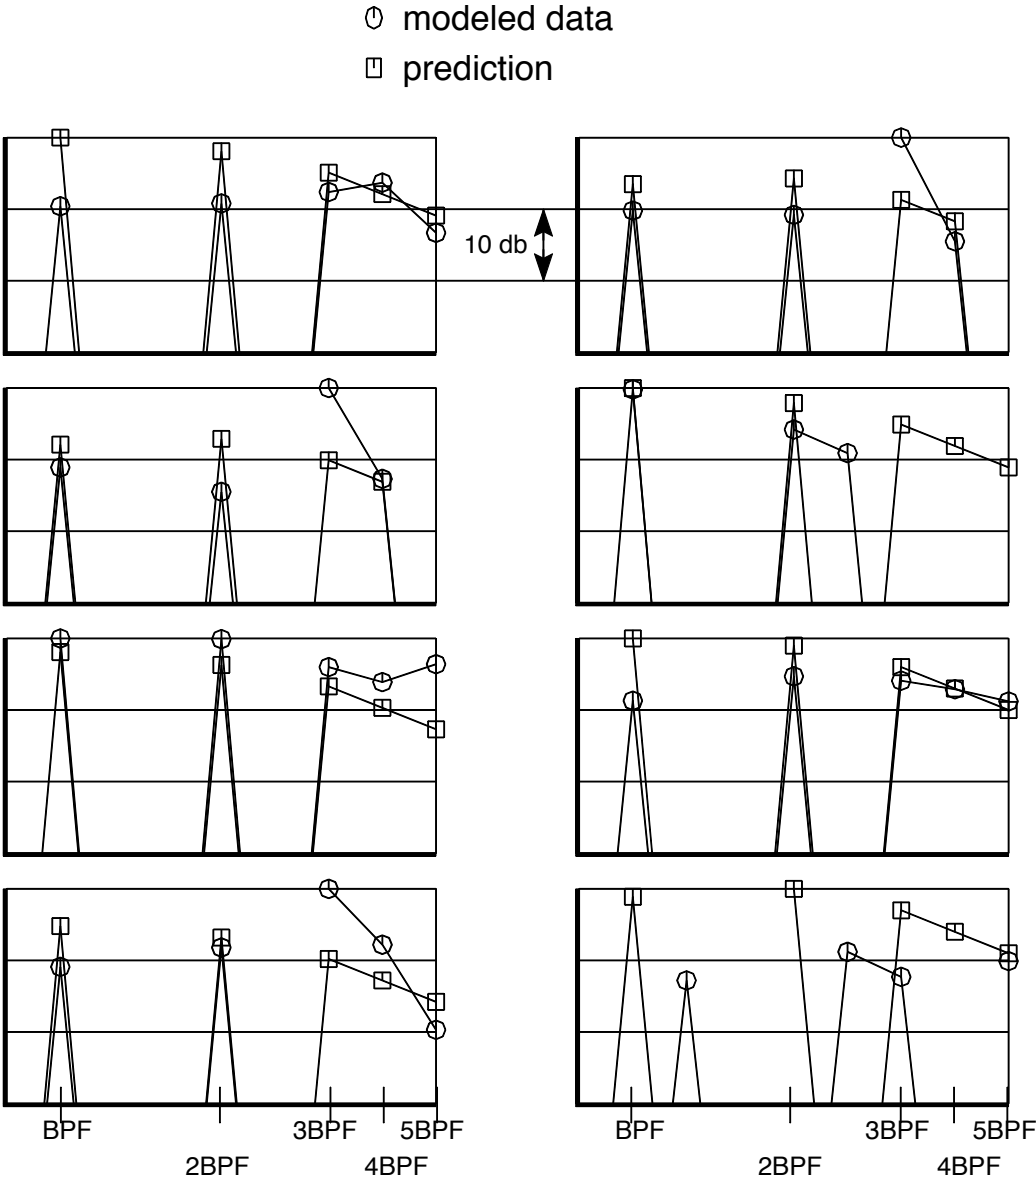 modeled data
prediction
10 db
BPF
3BPF
5BPF
2BPF
4BPF
BPF
3BPF
5BPF
2BPF
4BPF